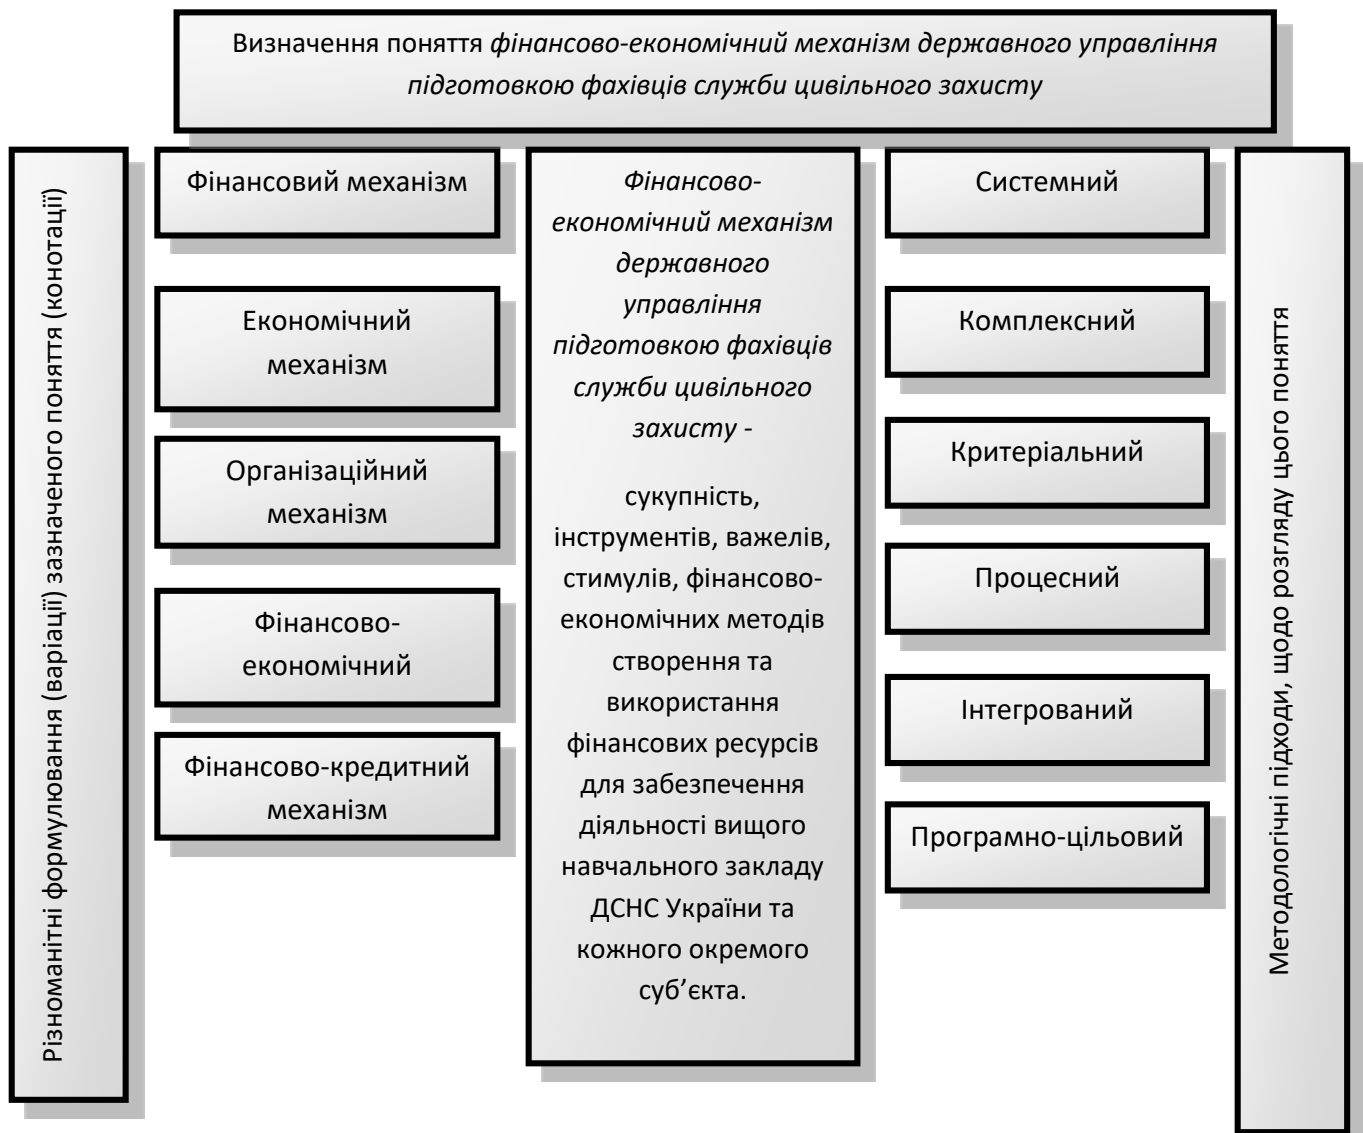 Визначення поняття фінансово-економічний механізм державного управління
підготовкою фахівців служби цивільного захисту
Різноманітні формулювання (варіації) зазначеного поняття (конотації)
Фінансовий механізм
Економічний
механізм
Організаційний
механізм
Фінансово-
економічний
Фінансово-кредитний
механізм
Фінансово-
економічний механізм
державного
управління
підготовкою фахівців
служби цивільного
захисту -
сукупність,
інструментів, важелів,
стимулів, фінансово-
економічних методів
створення та
використання
фінансових ресурсів
для забезпечення
діяльності вищого
навчального закладу
ДСНС України та
кожного окремого
суб’єкта.
Системний
Комплексний
Критеріальний
Процесний
Інтегрований
Програмно-цільовий
Методологічні підходи, щодо розгляду цього поняття